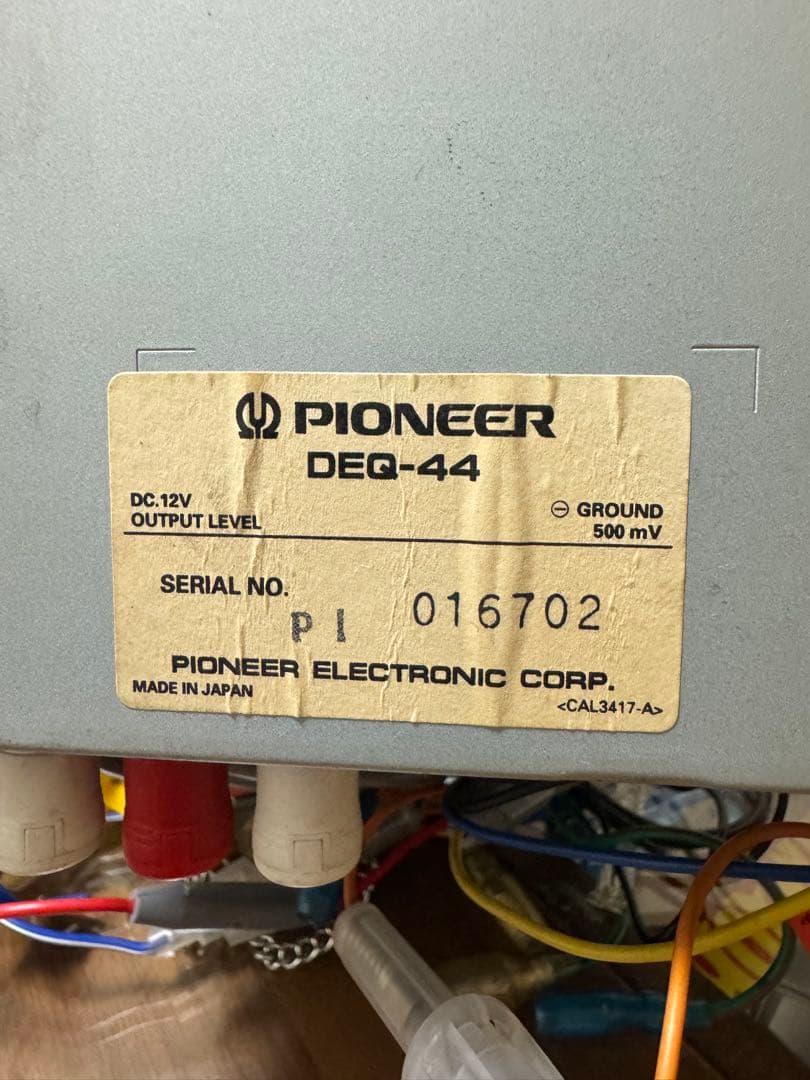 PIONEER
DEQ-44
DC.12V ⊖ GROUND
OUTPUT LEVEL 500 mV
SERIAL NO. P1 016702
PIONEER ELECTRONIC CORP.
MADE IN JAPAN <CAL3417-A>